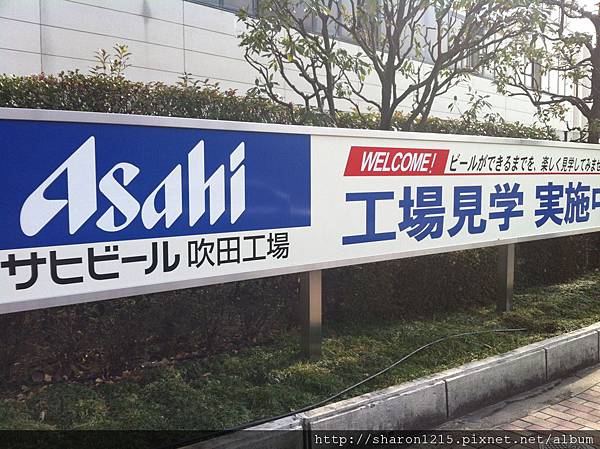 Asahi
サヒビール 吹田工場
WELCOME! ビールができるまでを、楽しく見学してみませ
工場見学 実施中
http://sharon1215.pixnet.net/album